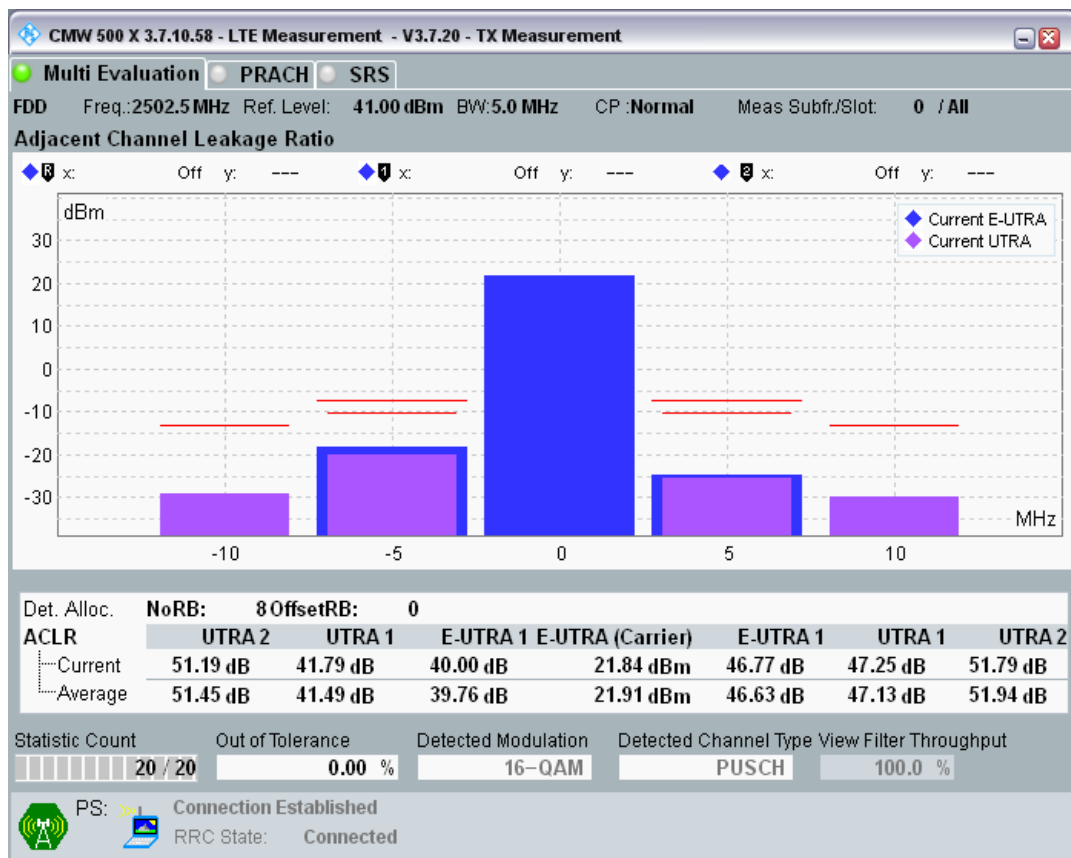 CMW 500 X 3.7.10.58 - LTE Measurement - V3.7.20 - TX Measurement
Multi Evaluation PRACH SRS
FDD Freq.:2502.5 MHz Ref. Level: 41.00 dBm BW:5.0 MHz CP :Normal Meas Subfr./Slot: 0 / All
Adjacent Channel Leakage Ratio
R x: Off y: --- 1 x: Off y: --- 2 x: Off y: ---
dBm
Current E-UTRA
Current UTRA
30
20
10
0
-10
-20
-30
MHz
-10 -5 0 5 10
Det. Alloc. NoRB: 8 OffsetRB: 0
ACLR UTRA 2 UTRA 1 E-UTRA 1 E-UTRA (Carrier) E-UTRA 1 UTRA 1 UTRA 2
Current 51.19 dB 41.79 dB 40.00 dB 21.84 dBm 46.77 dB 47.25 dB 51.79 dB
Average 51.45 dB 41.49 dB 39.76 dB 21.91 dBm 46.63 dB 47.13 dB 51.94 dB
Statistic Count Out of Tolerance Detected Modulation Detected Channel Type View Filter Throughput
20 / 20 0.00 % 16-QAM PUSCH 100.0 %
PS: Connection Established
RRC State: Connected